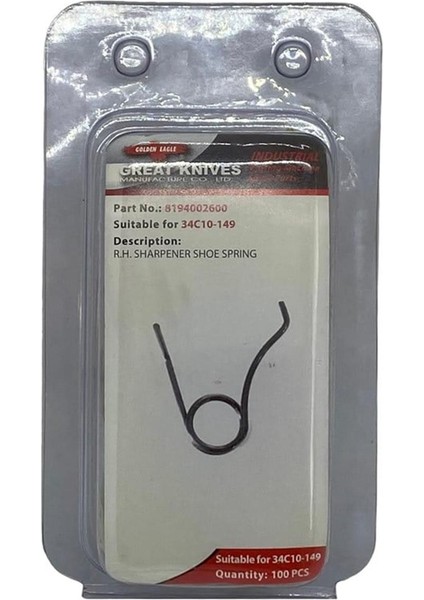 GOLDEN EAGLE
GREAT KNIVES
MANUFACTURE CO., LTD.
INDUSTRIAL
Part No.: 8194002600
Suitable for 34C10-149
Description:
R.H. SHARPENER SHOE SPRING
Suitable for 34C10-149
Quantity: 100 PCS